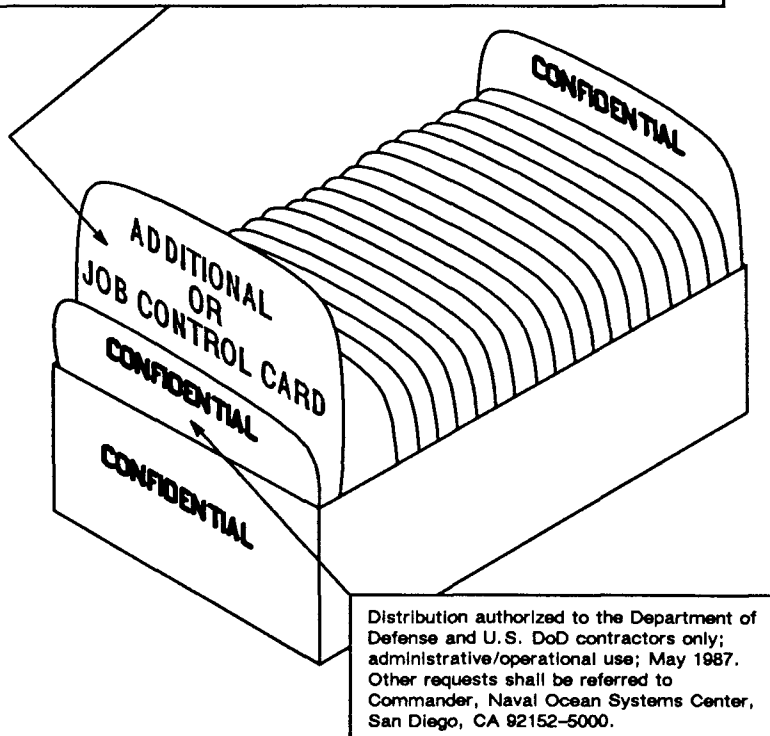 CONFIDENTIAL
ADDITIONAL
OR
JOB CONTROL CARD
CONFIDENTIAL
CONFIDENTIAL
Distribution authorized to the Department of
Defense and U.S. DoD contractors only;
administrative/operational use; May 1987.
Other requests shall be referred to
Commander, Naval Ocean Systems Center,
San Diego, CA 92152–5000.